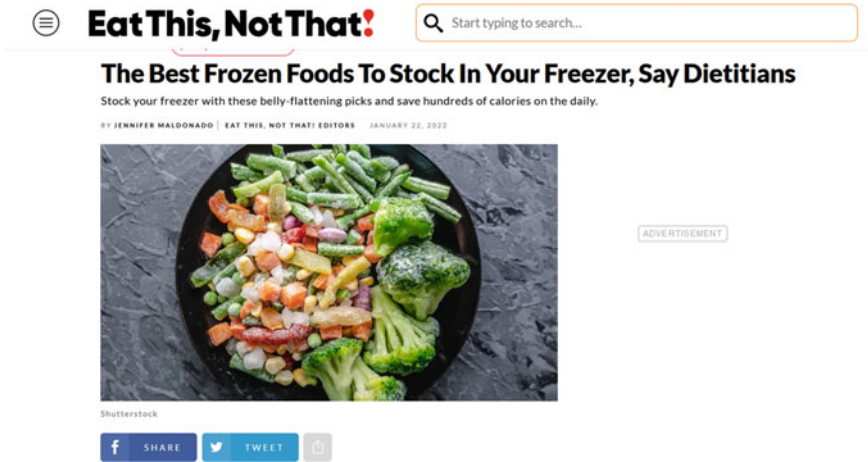 Eat This, Not That!
Start typing to search...
The Best Frozen Foods To Stock In Your Freezer, Say Dietitians
Stock your freezer with these belly-flattening picks and save hundreds of calories on the daily.
BY JENNIFER MALDONADO | EAT THIS, NOT THAT! EDITORS JANUARY 22, 2022
ADVERTISEMENT
Shutterstock
f SHARE TWEET